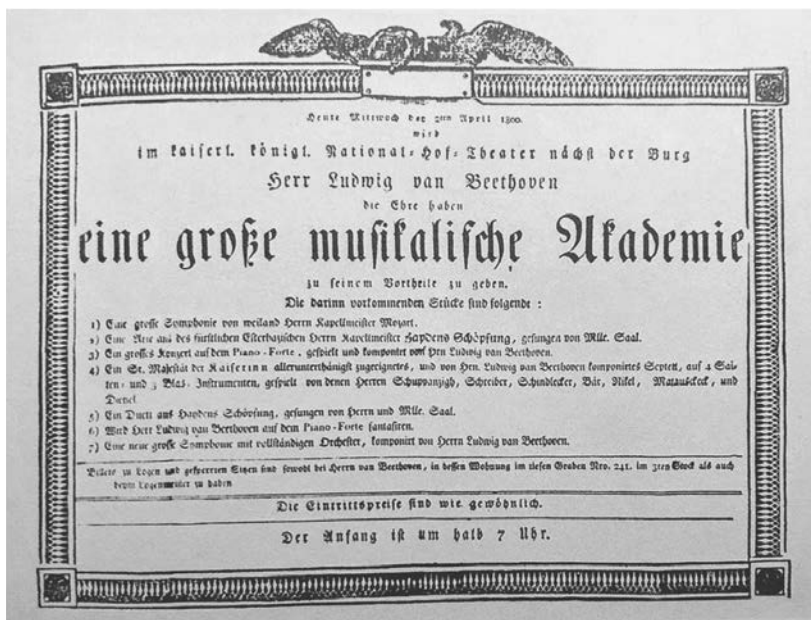 Heute Mittwoch den 2ten April 1800.
wird
im kaiserl. königl. National-Hof-Theater nächst der Burg
Herr Ludwig van Beethoven
die Ehre haben
eine große musikalische Akademie
zu seinem Vortheile zu geben.
Die darinn vorkommenden Stücke sind folgende :
1) Eine grosse Symphonie von weiland Herrn Kapellmeister Mozart.
2) Eine Arie aus des fürstlichen Esterhazischen Herrn Kapellmeister Haydens Schöpfung, gesungen von Mlle. Saal.
3) Ein grosses Konzert auf dem Piano-Forte, gespielt und komponirt von Hrn Ludwig van Beethoven.
4) Ein Sr. Majestät der Kaiserinn allerunterthänigst zugeeignetes, und von Hrn. Ludwig van Beethoven komponirtes Septett, auf 4 Sai-
ten- und 3 Blas-Instrumenten, gespielt von denen Herren Schuppanzigh, Schreiber, Schindlecker, Bär, Nikel, Matauscheck, und
Dietzel.
5) Ein Duett aus Haydens Schöpfung, gesungen von Herrn und Mlle. Saal.
6) Wird Herr Ludwig van Beethoven auf dem Piano-Forte fantasiren.
7) Eine neue grosse Symphonie mit vollständigen Orchester, komponirt von Herrn Ludwig van Beethoven.
Billets zu Logen und gesperrten Sitzen sind sowohl bei Herrn van Beethoven, in dessen Wohnung im tiefen Graben Nro. 241. im 3ten Stock als auch
beym Logenmeister zu haben
Die Eintrittspreise sind wie gewöhnlich.
Der Anfang ist um halb 7 Uhr.